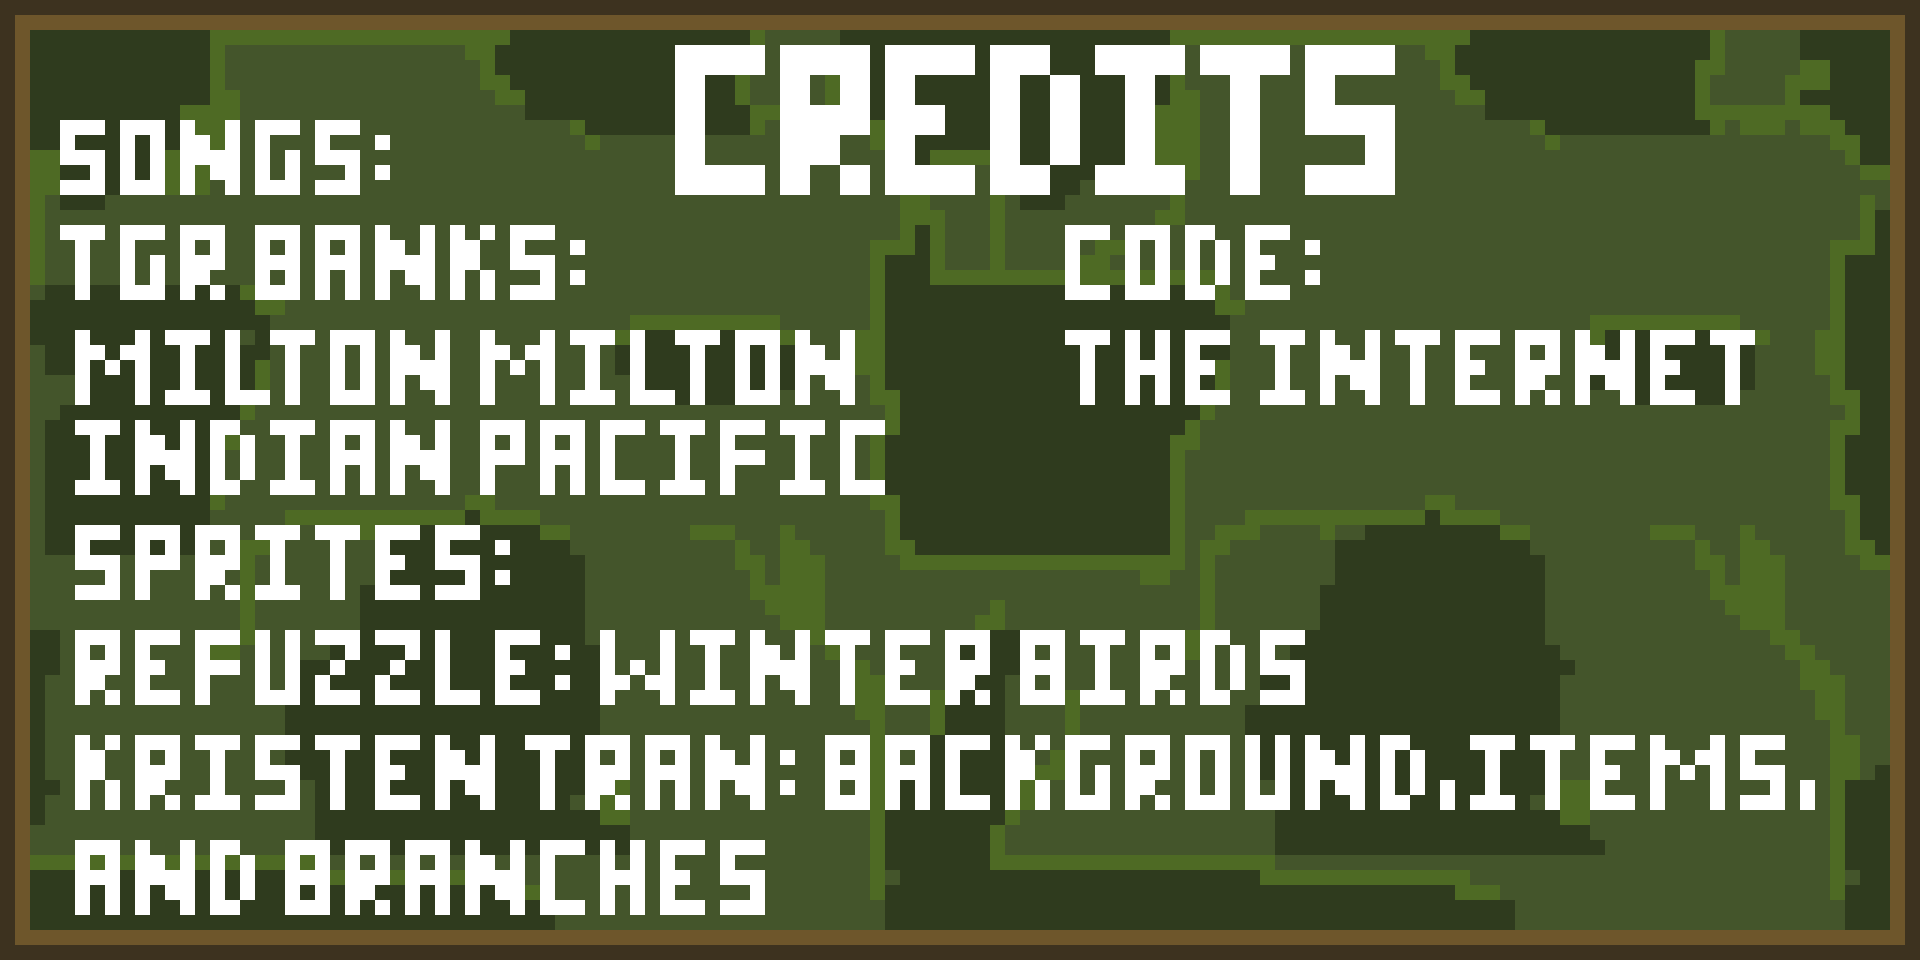 CREDITS
SONGS:
TGR BANKS:
MILTON MILTON
INDIAN PACIFIC
CODE:
THE INTERNET
SPRITES:
REFUZZLE: WINTER BIRDS
KRISTEN TRAN: BACKGROUND, ITEMS,
AND BRANCHES